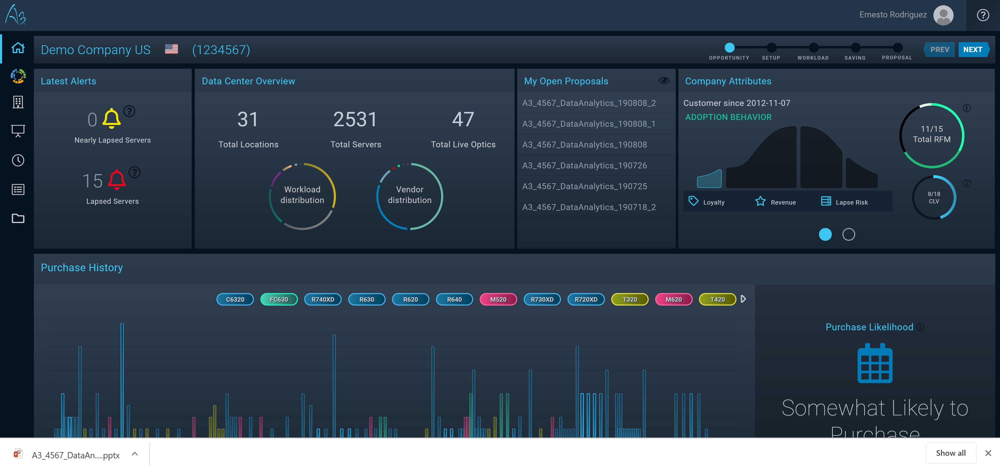 A3
Ernesto Rodriguez
?
Demo Company US (1234567)
OPPORTUNITY SETUP WORKLOAD SAVING PROPOSAL
PREV NEXT
Latest Alerts
0
?
Nearly Lapsed Servers
15
?
Lapsed Servers
Data Center Overview
31 2531 47
Total Locations Total Servers Total Live Optics
Workload
distribution
Vendor
distribution
My Open Proposals
A3_4567_DataAnalytics_190808_2
A3_4567_DataAnalytics_190808_1
A3_4567_DataAnalytics_190808
A3_4567_DataAnalytics_190726
A3_4567_DataAnalytics_190725
A3_4567_DataAnalytics_190718_2
Company Attributes
Customer since 2012-11-07
ADOPTION BEHAVIOR
Loyalty Revenue Lapse Risk
11/15
Total RFM
8/18
CLV
Purchase History
C6320 FC630 R740XD R630 R620 R640 M520 R730XD R720XD T320 M620 T420
Purchase Likelihood
Somewhat Likely to
Purchase
A3_4567_DataAn....pptx
Show all